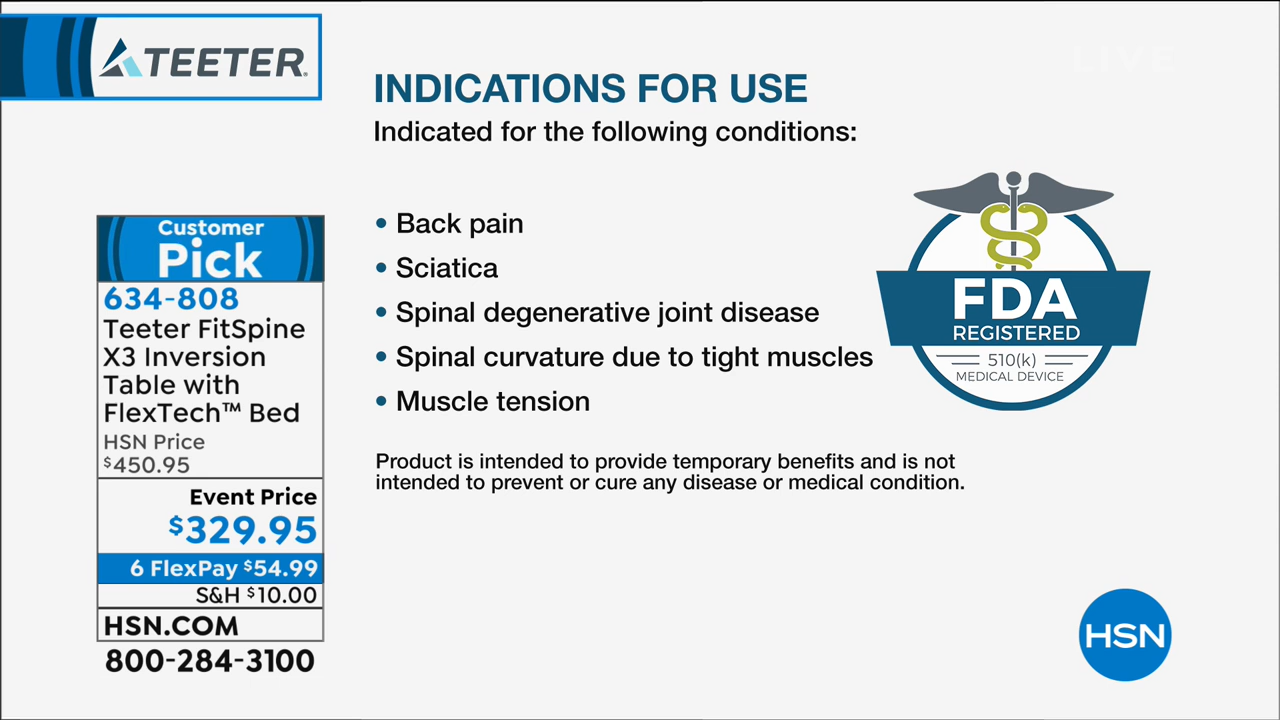 TEETER
LIVE
INDICATIONS FOR USE
Indicated for the following conditions:
• Back pain
• Sciatica
• Spinal degenerative joint disease
• Spinal curvature due to tight muscles
• Muscle tension
Product is intended to provide temporary benefits and is not
intended to prevent or cure any disease or medical condition.
FDA
REGISTERED
510(k)
MEDICAL DEVICE
Customer
Pick
634-808
Teeter FitSpine
X3 Inversion
Table with
FlexTech™ Bed
HSN Price
$450.95
Event Price
$329.95
6 FlexPay $54.99
S&H $10.00
HSN.COM
800-284-3100
HSN